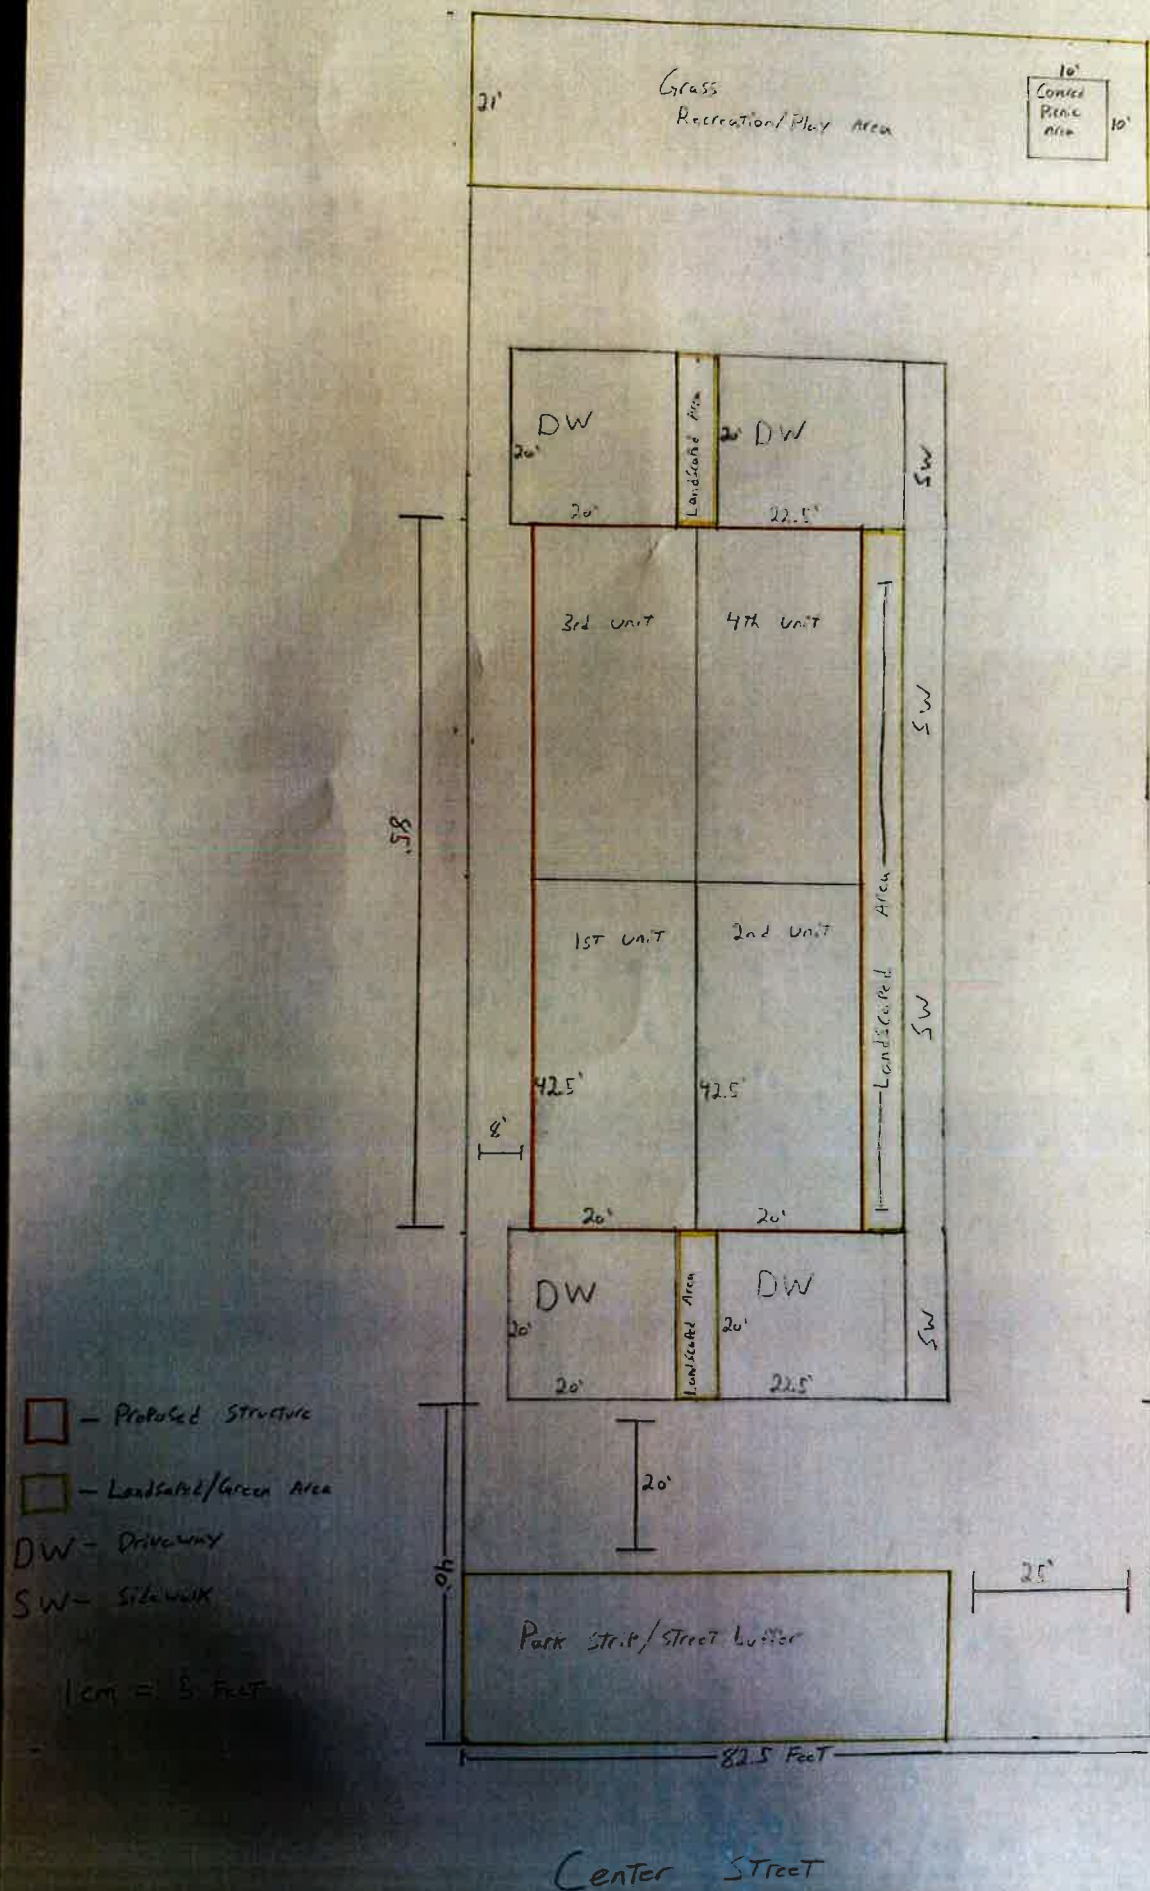 21'
Grass
Recreation/Play Area
10'
Covered
Picnic
Area
10'
DW
20'
20'
Landscaped Area
20'
DW
22.5'
SW
85'
3rd unit
4th unit
SW
1st unit
2nd unit
Landscaped Area
SW
42.5'
42.5'
8'
20'
20'
DW
20'
20'
Landscaped Area
20'
DW
22.5'
SW
- Proposed Structure
- Landscaped/Green Area
DW - Driveway
SW - Sidewalk
1cm = 5 Feet
20'
40'
25'
Park Strip/Street buffer
82.5 Feet
Center Street